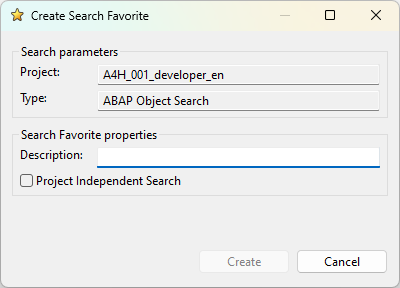 Create Search Favorite
Search parameters
Project: A4H_001_developer_en
Type: ABAP Object Search
Search Favorite properties
Description:
Project Independent Search
Create Cancel